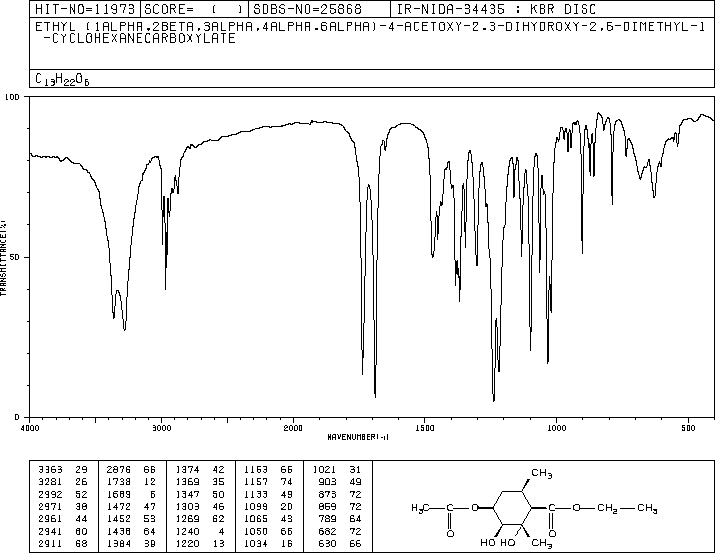 HIT-NO=11973 SCORE= ( ) SDBS-NO=25868 IR-NIDA-34435 : KBR DISC
ETHYL (1ALPHA,2BETA,3ALPHA,4ALPHA,6ALPHA)-4-ACETOXY-2,3-DIHYDROXY-2,6-DIMETHYL-1
-CYCLOHEXANECARBOXYLATE
C13H22O6
100
50
0
TRANSMITTANCE(%)
4000 3000 2000 1500 1000 500
WAVENUMBER(-1)
3363 29 2876 66 1374 42 1163 66 1021 31
3281 26 1738 12 1369 35 1157 74 903 49
2992 52 1689 6 1347 50 1133 49 873 72
2971 38 1472 47 1303 46 1099 20 859 72
2961 44 1452 53 1269 62 1065 43 789 64
2941 60 1438 64 1240 4 1050 66 682 72
2911 68 1384 39 1220 13 1034 16 630 66
CH3
H3C O O CH2 CH3
O O
HO HO CH3